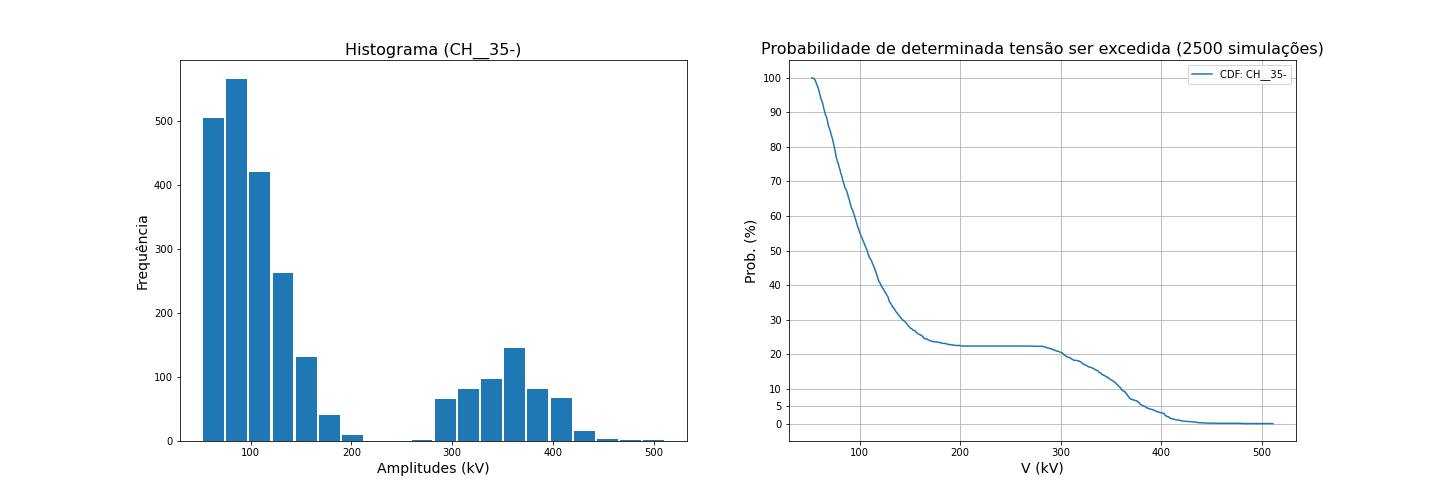 Histograma (CH__35-)
Frequência
500
400
300
200
100
0
100 200 300 400 500
Amplitudes (kV)
Probabilidade de determinada tensão ser excedida (2500 simulações)
CDF: CH__35-
Prob. (%)
100
90
80
70
60
50
40
30
20
10
5
0
100 200 300 400 500
V (kV)